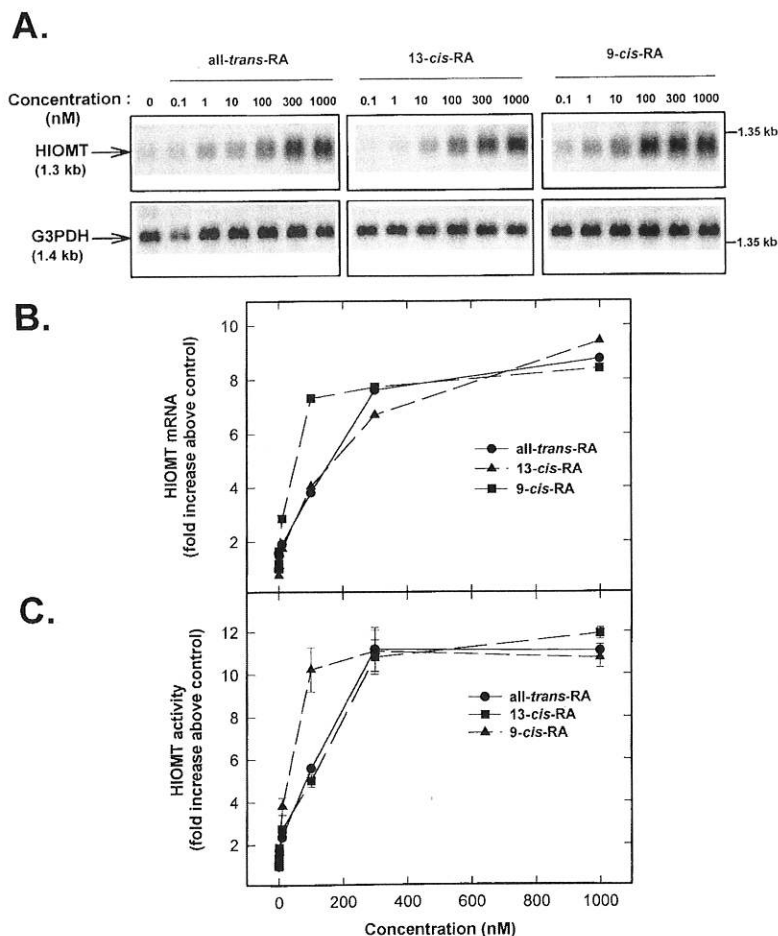 A.
all-trans-RA 13-cis-RA 9-cis-RA
Concentration : 0 0.1 1 10 100 300 1000 0.1 1 10 100 300 1000 0.1 1 10 100 300 1000
(nM)
HIOMT
(1.3 kb)
1.35 kb
G3PDH
(1.4 kb)
1.35 kb
B.
HIOMT mRNA
(fold increase above control)
10
8
6
4
2
all-trans-RA
13-cis-RA
9-cis-RA
C.
HIOMT activity
(fold increase above control)
12
10
8
6
4
2
all-trans-RA
13-cis-RA
9-cis-RA
0 200 400 600 800 1000
Concentration (nM)